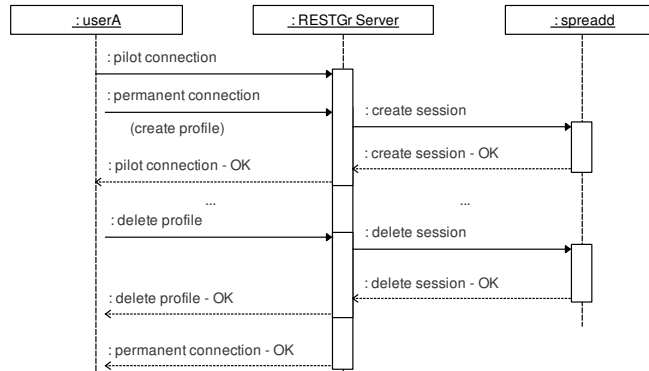 : userA
: RESTGr Server
: spreadd
: pilot connection
: permanent connection
(create profile)
: create session
: create session - OK
: pilot connection - OK
...
...
: delete profile
: delete session
: delete session - OK
: delete profile - OK
: permanent connection - OK